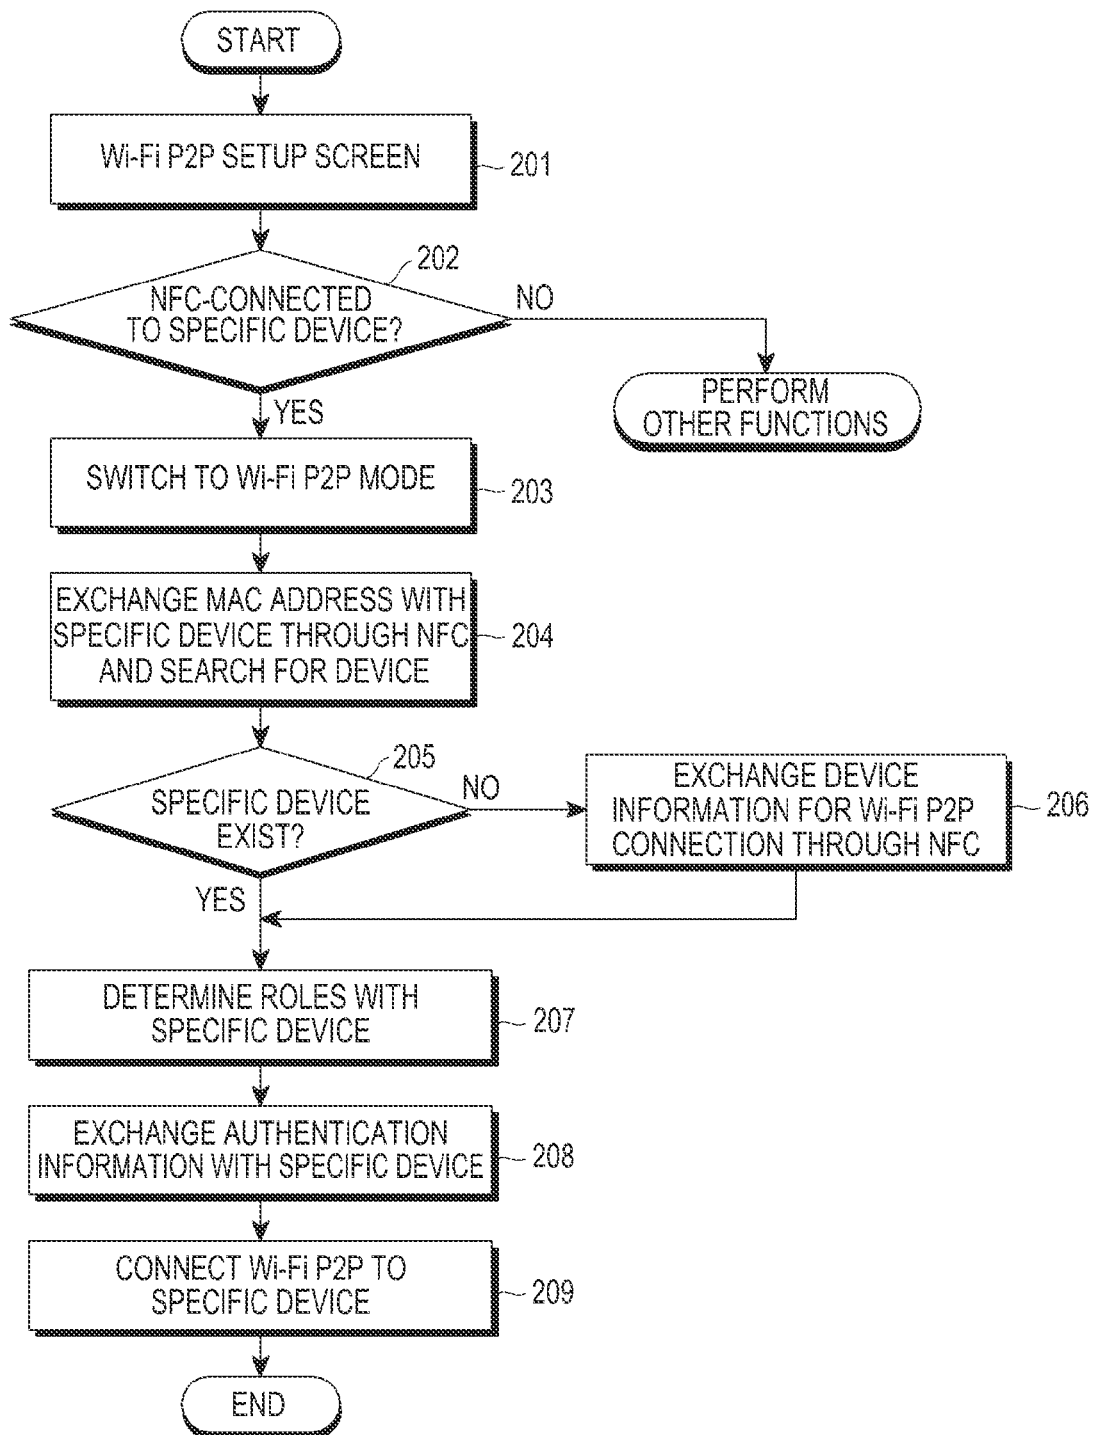 START
Wi-Fi P2P SETUP SCREEN
201
202
NFC-CONNECTED
TO SPECIFIC DEVICE?
NO
PERFORM
OTHER FUNCTIONS
YES
SWITCH TO Wi-Fi P2P MODE
203
EXCHANGE MAC ADDRESS WITH
SPECIFIC DEVICE THROUGH NFC
AND SEARCH FOR DEVICE
204
205
SPECIFIC DEVICE
EXIST?
NO
EXCHANGE DEVICE
INFORMATION FOR Wi-Fi P2P
CONNECTION THROUGH NFC
206
YES
DETERMINE ROLES WITH
SPECIFIC DEVICE
207
EXCHANGE AUTHENTICATION
INFORMATION WITH SPECIFIC DEVICE
208
CONNECT Wi-Fi P2P TO
SPECIFIC DEVICE
209
END